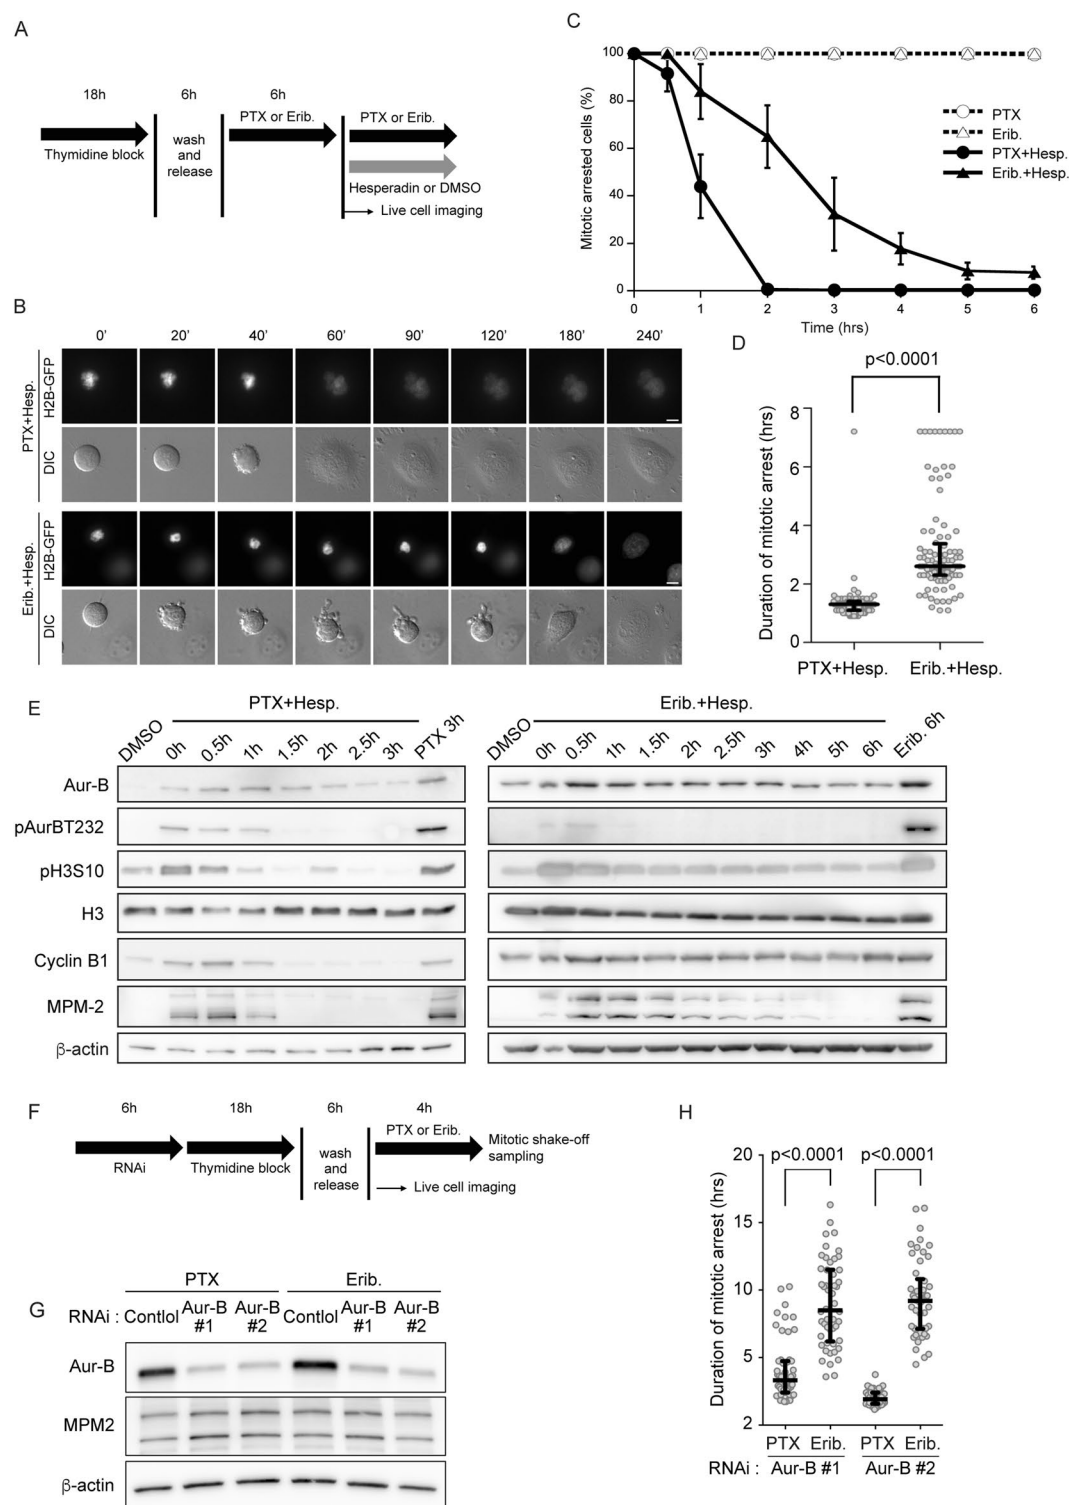 A
18h
6h
6h
PTX or Erib.
PTX or Erib.
Thymidine block
wash
and
release
Hesperadin or DMSO
Live cell imaging
B
0' 20' 40' 60' 90' 120' 180' 240'
PTX+Hesp.
H2B-GFP
DIC
Erib.+Hesp.
H2B-GFP
DIC
C
Mitotic arrested cells (%)
100
80
60
40
20
0
0 1 2 3 4 5 6
Time (hrs)
PTX
Erib.
PTX+Hesp.
Erib.+Hesp.
D
p<0.0001
Duration of mitotic arrest (hrs)
8
6
4
2
0
PTX+Hesp. Erib.+Hesp.
E
PTX+Hesp.
DMSO 0h 0.5h 1h 1.5h 2h 2.5h 3h PTX 3h
Erib.+Hesp.
DMSO 0h 0.5h 1h 1.5h 2h 2.5h 3h 4h 5h 6h Erib. 6h
Aur-B
pAurBT232
pH3S10
H3
Cyclin B1
MPM-2
β-actin
F
6h
18h
6h
4h
PTX or Erib.
RNAi
Thymidine block
wash
and
release
Mitotic shake-off
sampling
Live cell imaging
G
PTX
Erib.
RNAi : Contlol Aur-B #1 Aur-B #2 Contlol Aur-B #1 Aur-B #2
Aur-B
MPM2
β-actin
H
p<0.0001 p<0.0001
Duration of mitotic arrest (hrs)
20
15
10
5
2
PTX Erib. PTX Erib.
RNAi : Aur-B #1 Aur-B #2